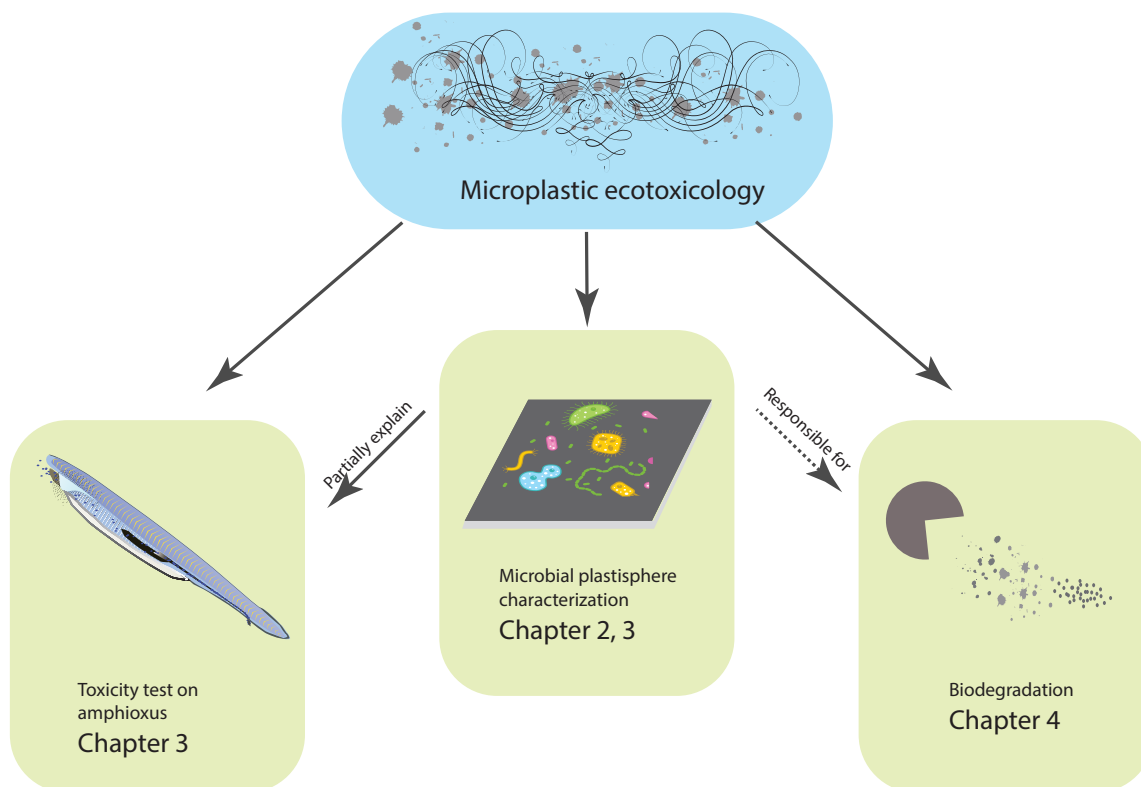 Microplastic ecotoxicology
Partially explain
Responsible for
Microbial plastisphere
characterization
Chapter 2, 3
Toxicity test on
amphioxus
Chapter 3
Biodegradation
Chapter 4